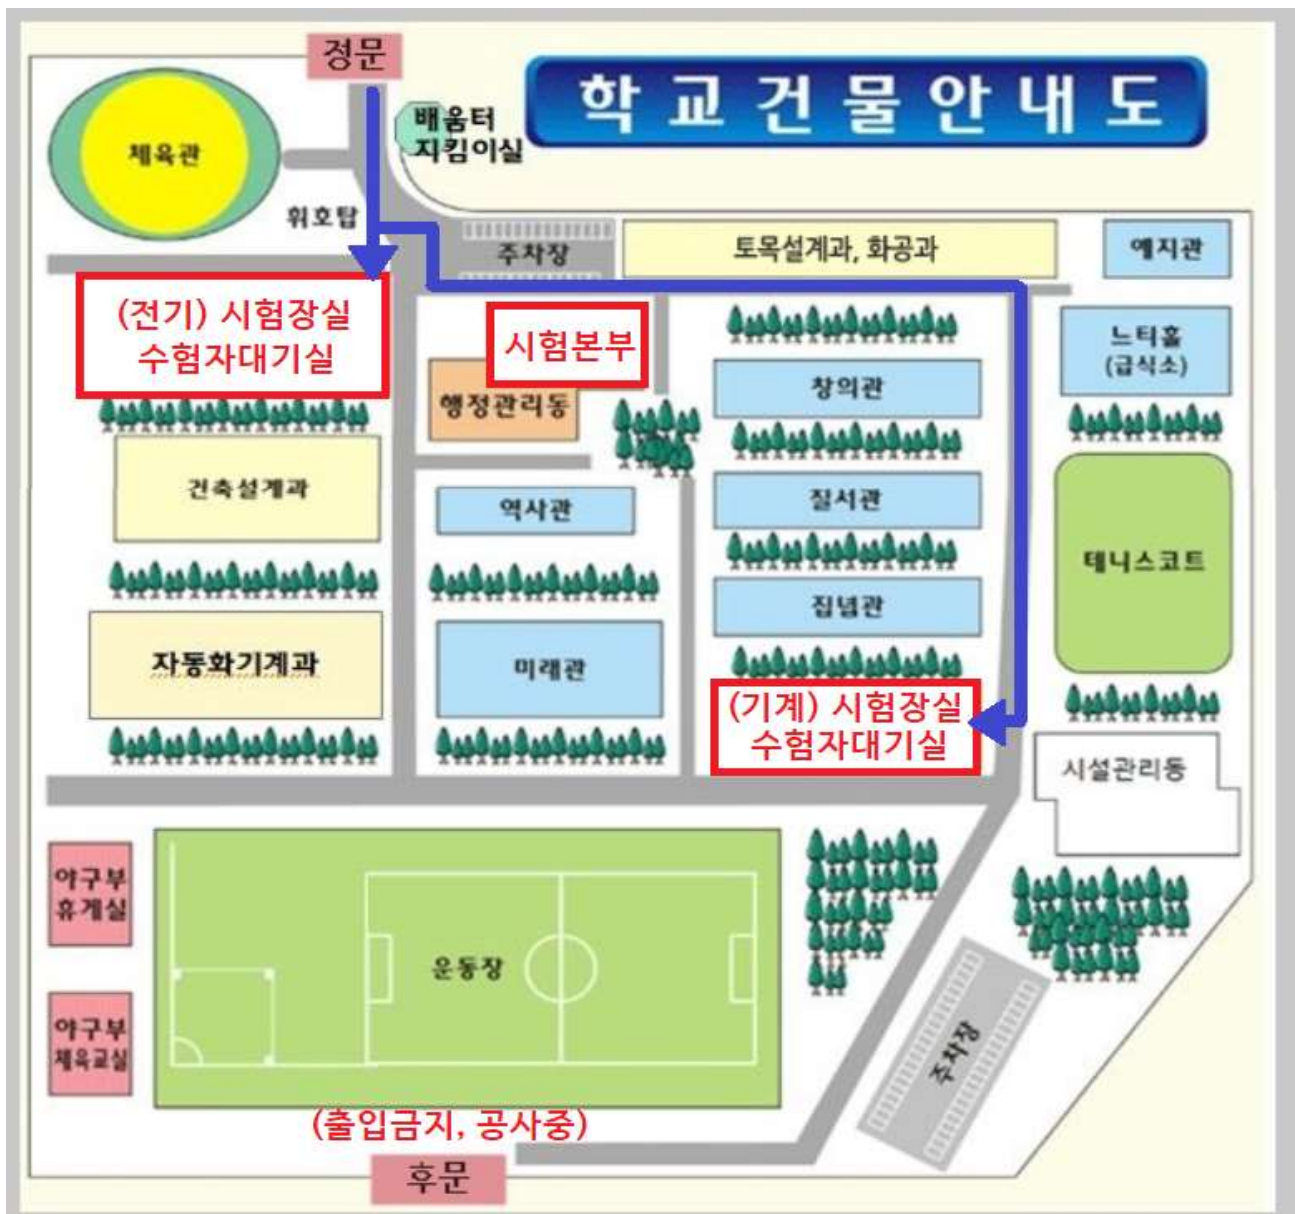 정문
학교건물안내도
배움터
지킴이실
체육관
휘호탑
주차장
토목설계과, 화공과
예지관
(전기) 시험장실
수험자대기실
시험본부
느티홀
(급식소)
행정관리동
창의관
건축설계과
역사관
질서관
테니스코트
집념관
자동화기계과
미래관
(기계) 시험장실
수험자대기실
시설관리동
야구부
휴게실
운동장
야구부
체육교실
주차장
(출입금지, 공사중)
후문